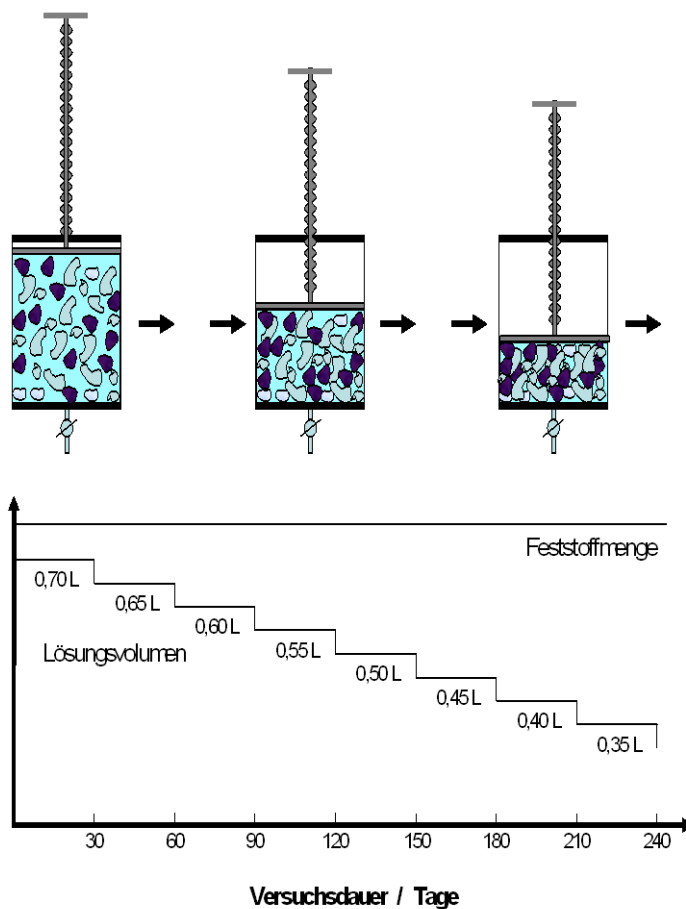 Feststoffmenge
0,70 L
0,65 L
0,60 L
0,55 L
Lösungsvolumen
0,50 L
0,45 L
0,40 L
0,35 L
30 60 90 120 150 180 210 240
Versuchsdauer / Tage